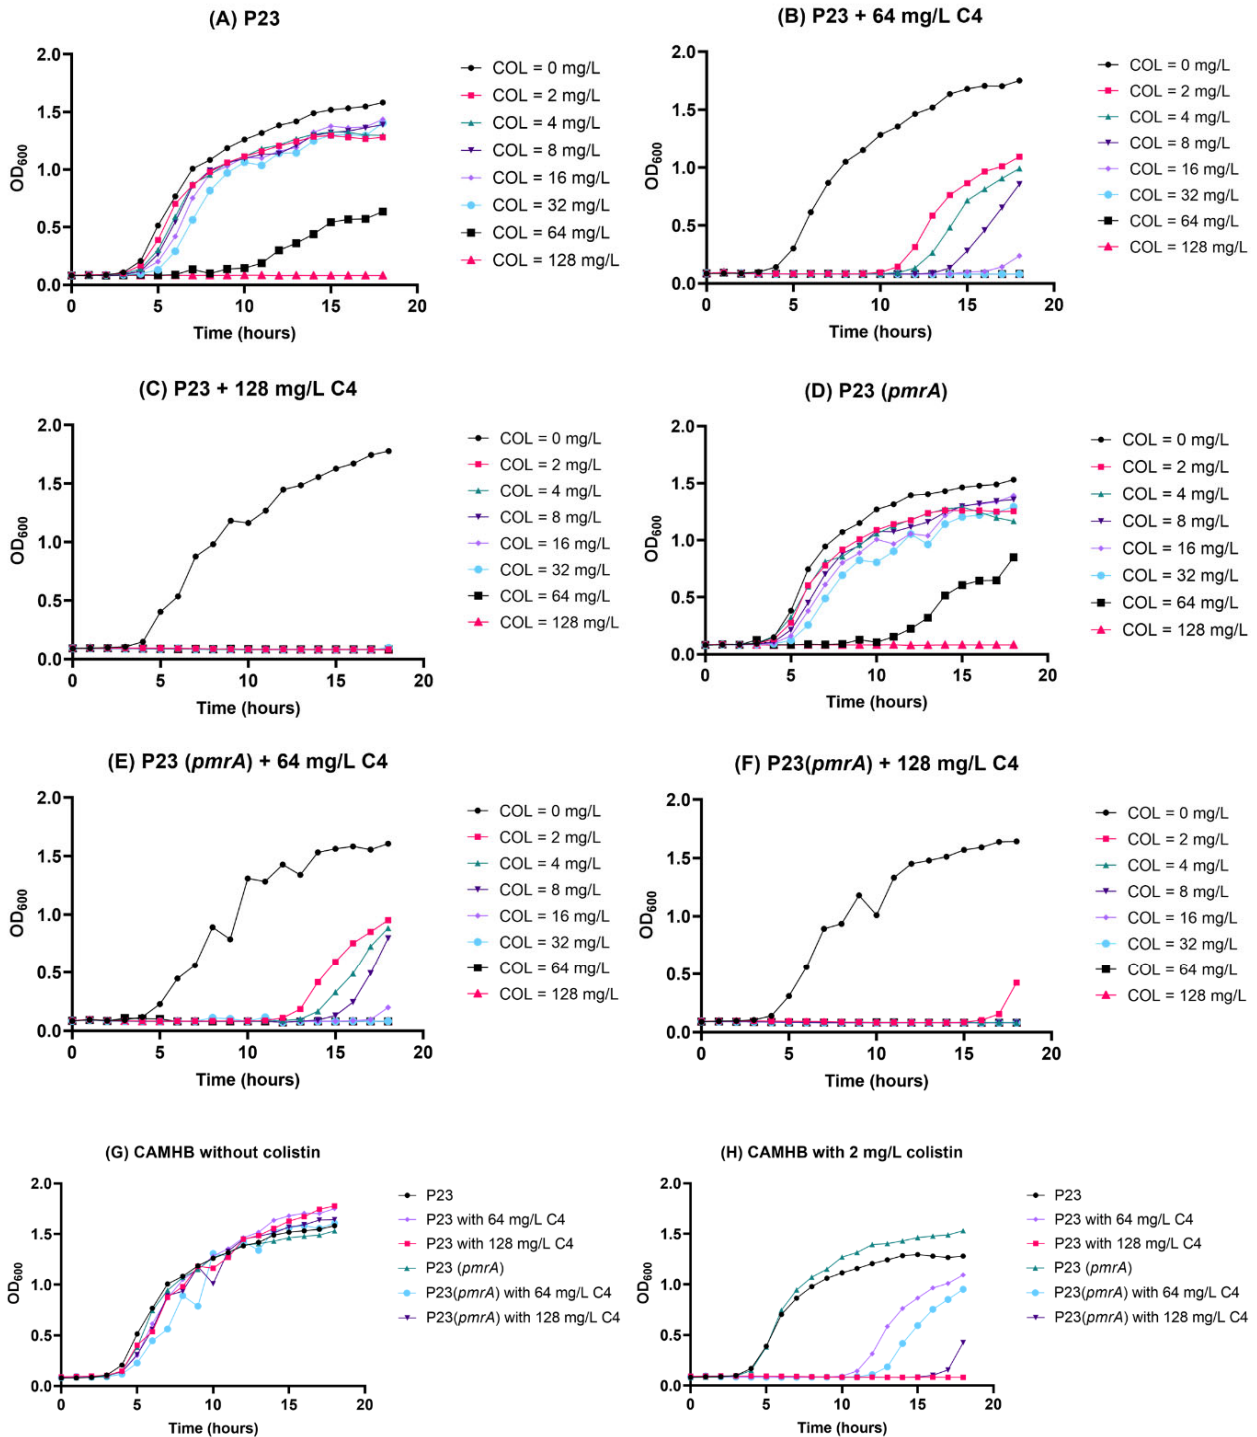 (A) P23
2.0
1.5
1.0
0.5
0.0
OD600
0 5 10 15 20
Time (hours)
COL = 0 mg/L
COL = 2 mg/L
COL = 4 mg/L
COL = 8 mg/L
COL = 16 mg/L
COL = 32 mg/L
COL = 64 mg/L
COL = 128 mg/L
(B) P23 + 64 mg/L C4
2.0
1.5
1.0
0.5
0.0
OD600
0 5 10 15 20
Time (hours)
COL = 0 mg/L
COL = 2 mg/L
COL = 4 mg/L
COL = 8 mg/L
COL = 16 mg/L
COL = 32 mg/L
COL = 64 mg/L
COL = 128 mg/L
(C) P23 + 128 mg/L C4
2.0
1.5
1.0
0.5
0.0
OD600
0 5 10 15 20
Time (hours)
COL = 0 mg/L
COL = 2 mg/L
COL = 4 mg/L
COL = 8 mg/L
COL = 16 mg/L
COL = 32 mg/L
COL = 64 mg/L
COL = 128 mg/L
(D) P23 (pmrA)
2.0
1.5
1.0
0.5
0.0
OD600
0 5 10 15 20
Time (hours)
COL = 0 mg/L
COL = 2 mg/L
COL = 4 mg/L
COL = 8 mg/L
COL = 16 mg/L
COL = 32 mg/L
COL = 64 mg/L
COL = 128 mg/L
(E) P23 (pmrA) + 64 mg/L C4
2.0
1.5
1.0
0.5
0.0
OD600
0 5 10 15 20
Time (hours)
COL = 0 mg/L
COL = 2 mg/L
COL = 4 mg/L
COL = 8 mg/L
COL = 16 mg/L
COL = 32 mg/L
COL = 64 mg/L
COL = 128 mg/L
(F) P23(pmrA) + 128 mg/L C4
2.0
1.5
1.0
0.5
0.0
OD600
0 5 10 15 20
Time (hours)
COL = 0 mg/L
COL = 2 mg/L
COL = 4 mg/L
COL = 8 mg/L
COL = 16 mg/L
COL = 32 mg/L
COL = 64 mg/L
COL = 128 mg/L
(G) CAMHB without colistin
2.0
1.5
1.0
0.5
0.0
OD600
0 5 10 15 20
Time (hours)
P23
P23 with 64 mg/L C4
P23 with 128 mg/L C4
P23 (pmrA)
P23(pmrA) with 64 mg/L C4
P23(pmrA) with 128 mg/L C4
(H) CAMHB with 2 mg/L colistin
2.0
1.5
1.0
0.5
0.0
OD600
0 5 10 15 20
Time (hours)
P23
P23 with 64 mg/L C4
P23 with 128 mg/L C4
P23 (pmrA)
P23(pmrA) with 64 mg/L C4
P23(pmrA) with 128 mg/L C4